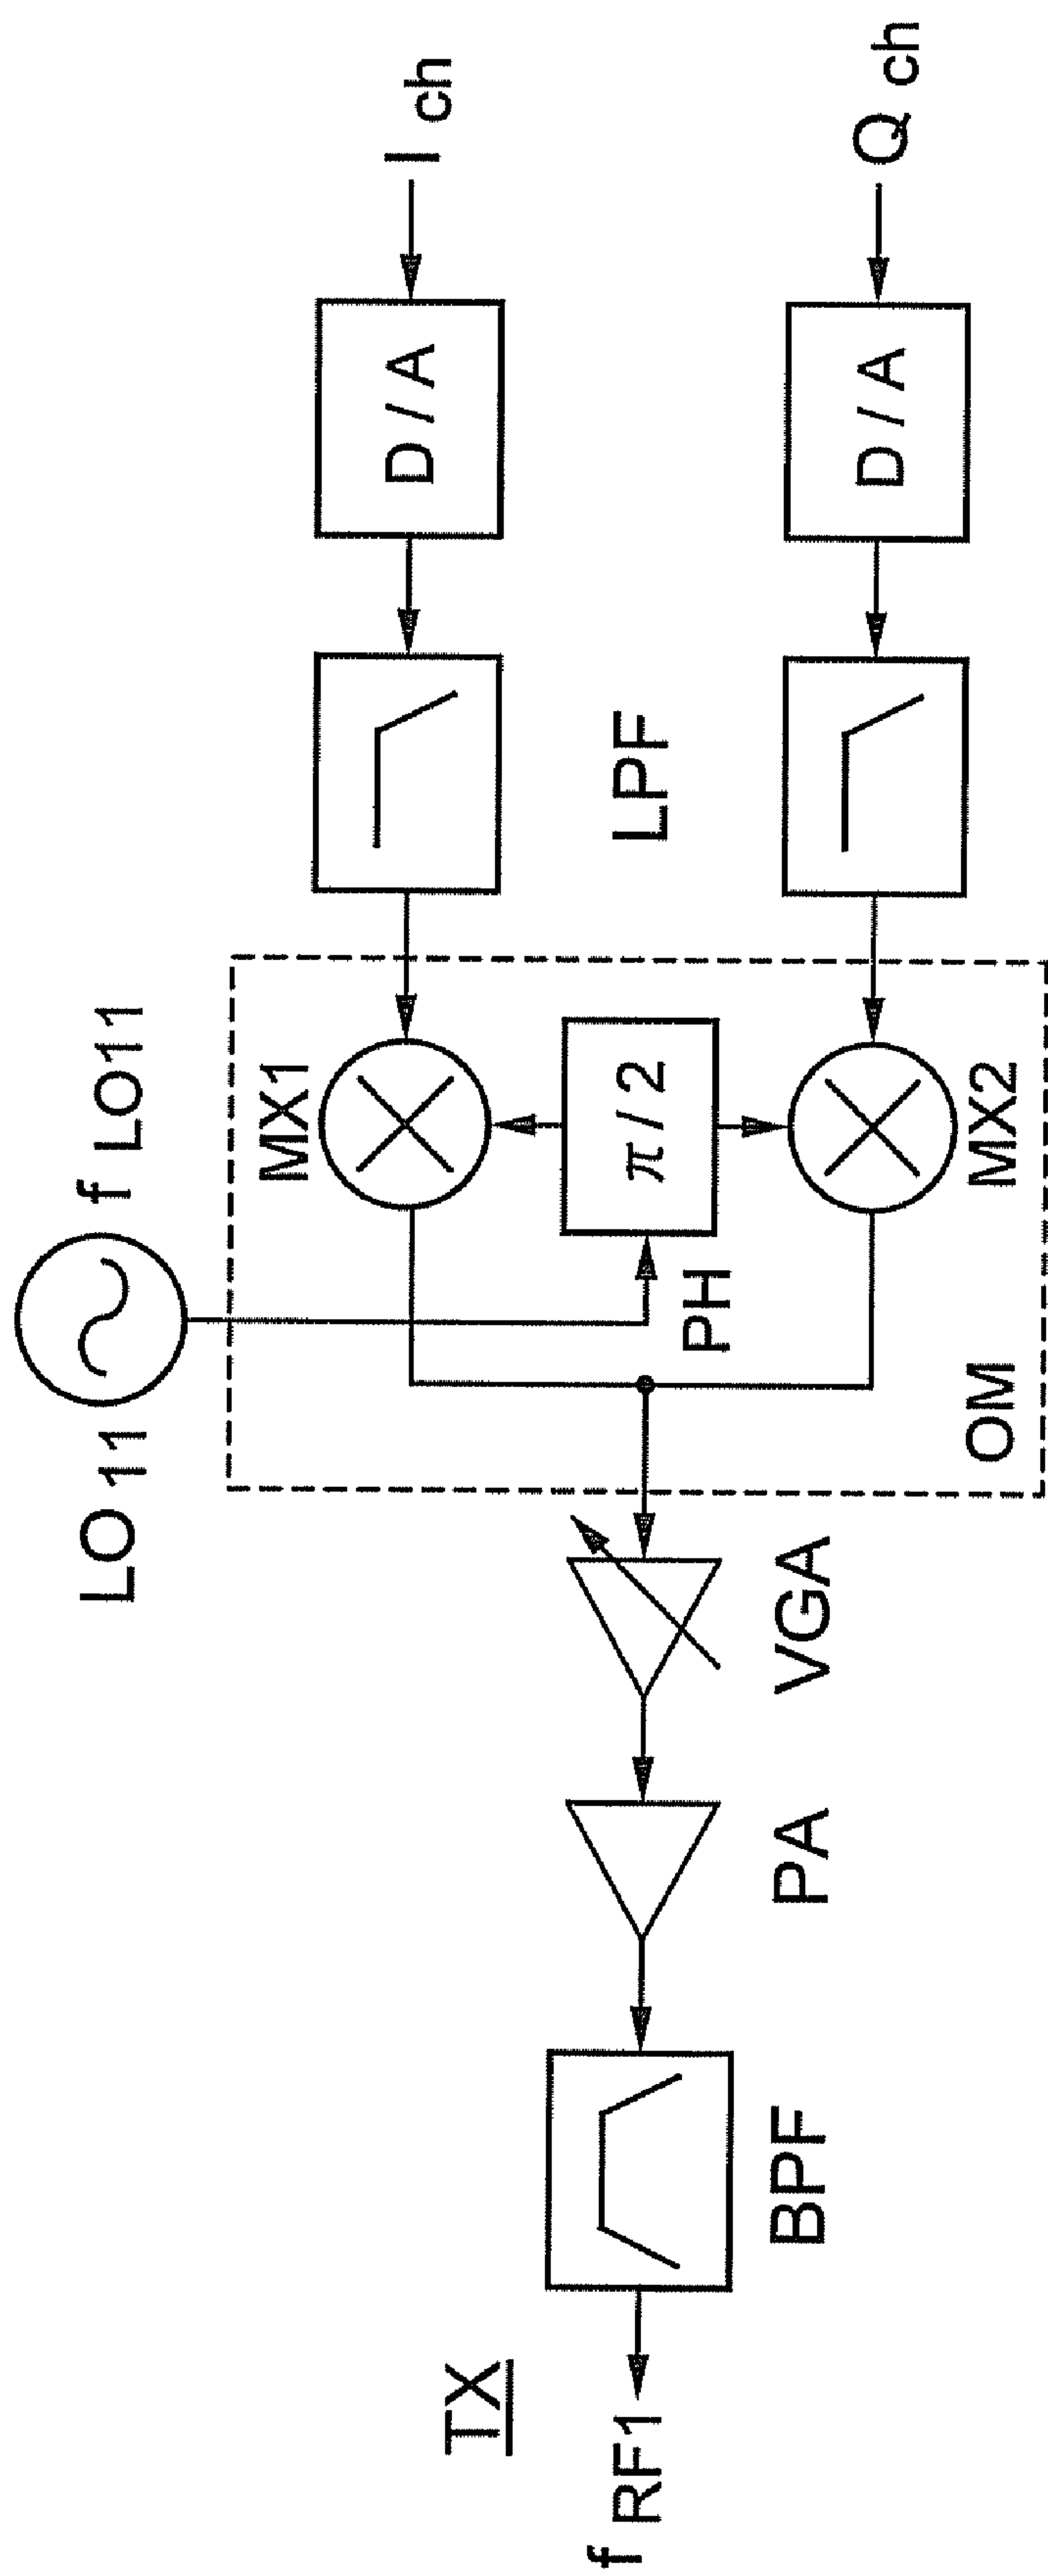 LO 11
f LO11
I ch
D / A
LPF
D / A
Q ch
MX1
π / 2
PH
MX2
OM
VGA
PA
BPF
TX
f RF1